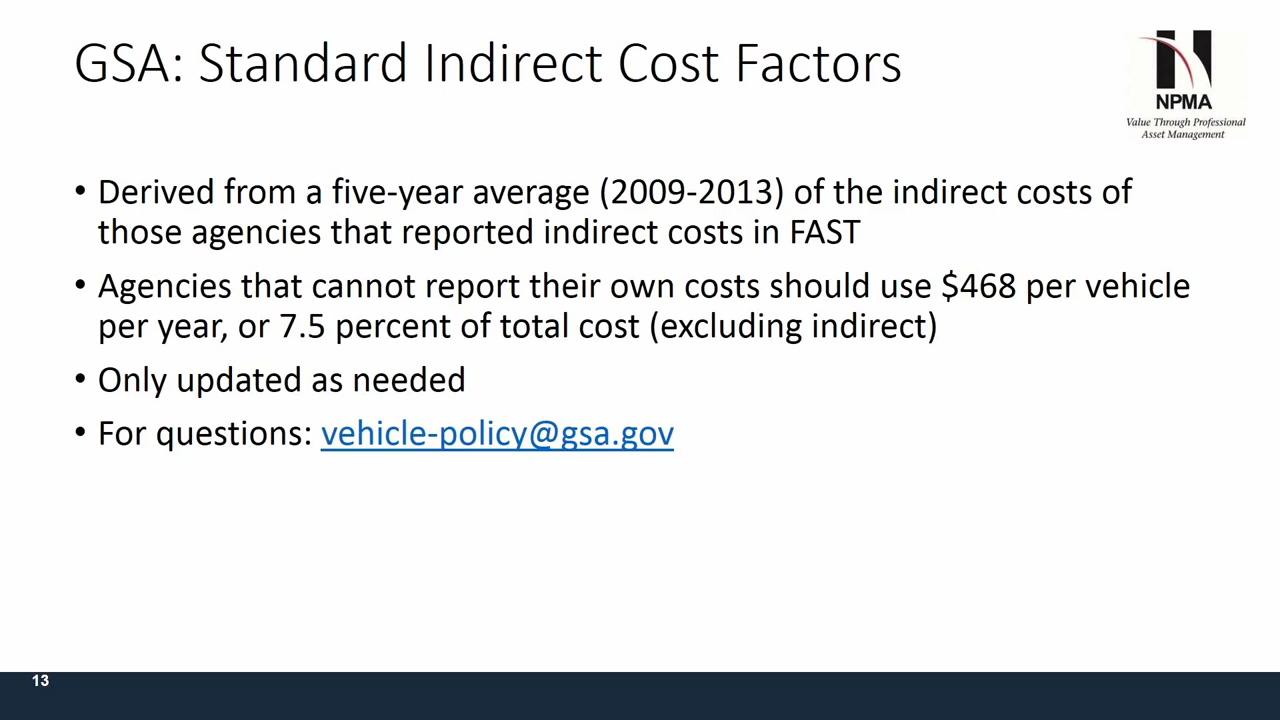 GSA: Standard Indirect Cost Factors
NPMA
Value Through Professional
Asset Management
• Derived from a five-year average (2009-2013) of the indirect costs of
those agencies that reported indirect costs in FAST
• Agencies that cannot report their own costs should use $468 per vehicle
per year, or 7.5 percent of total cost (excluding indirect)
• Only updated as needed
• For questions: vehicle-policy@gsa.gov
13